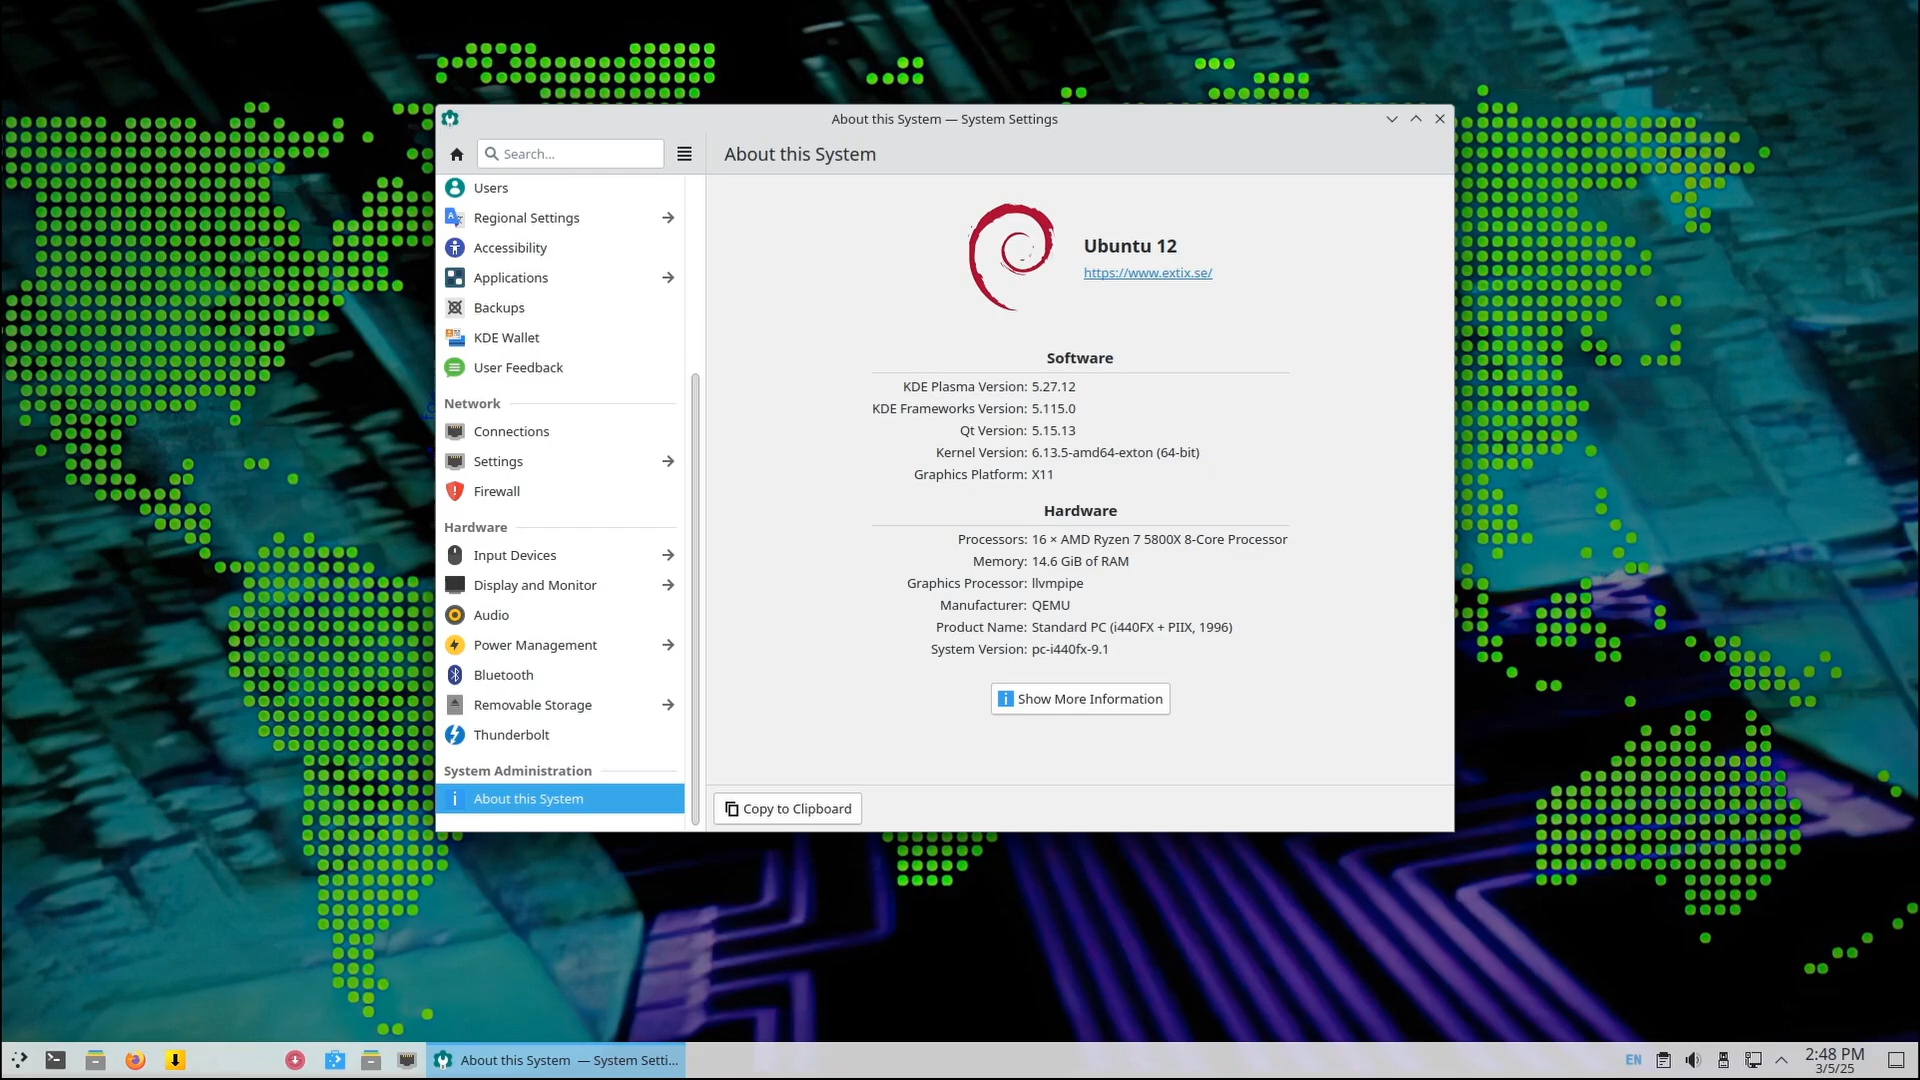 About this System — System Settings
Search...
About this System
Users
Regional Settings
Accessibility
Applications
Backups
KDE Wallet
User Feedback
Network
Connections
Settings
Firewall
Hardware
Input Devices
Display and Monitor
Audio
Power Management
Bluetooth
Removable Storage
Thunderbolt
System Administration
About this System
Ubuntu 12
https://www.extix.se/
Software
KDE Plasma Version: 5.27.12
KDE Frameworks Version: 5.115.0
Qt Version: 5.15.13
Kernel Version: 6.13.5-amd64-exton (64-bit)
Graphics Platform: X11
Hardware
Processors: 16 × AMD Ryzen 7 5800X 8-Core Processor
Memory: 14.6 GiB of RAM
Graphics Processor: llvmpipe
Manufacturer: QEMU
Product Name: Standard PC (i440FX + PIIX, 1996)
System Version: pc-i440fx-9.1
Show More Information
Copy to Clipboard
About this System — System Setti...
EN
2:48 PM
3/5/25